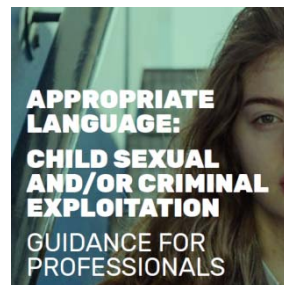 APPROPRIATE
LANGUAGE:
CHILD SEXUAL
AND/OR CRIMINAL
EXPLOITATION
GUIDANCE FOR
PROFESSIONALS